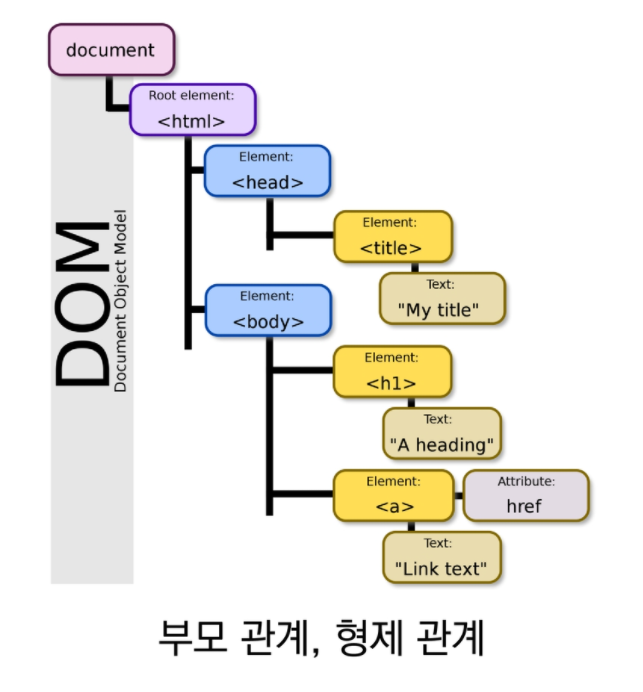 document
Root element:
<html>
Element:
<head>
Element:
<title>
Text:
"My title"
Element:
<body>
Element:
<h1>
Text:
"A heading"
Element:
<a>
Attribute:
href
Text:
"Link text"
DOM
Document Object Model
부모 관계, 형제 관계